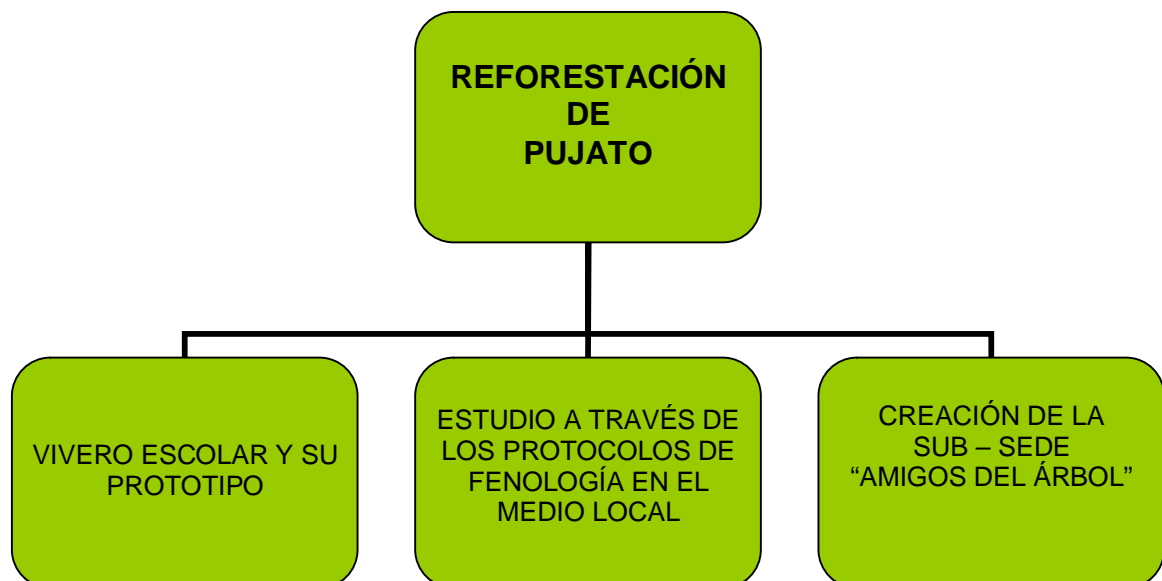 REFORESTACIÓN
DE
PUJATO
VIVERO ESCOLAR Y SU
PROTOTIPO
ESTUDIO A TRAVÉS DE
LOS PROTOCOLOS DE
FENOLOGÍA EN EL
MEDIO LOCAL
CREACIÓN DE LA
SUB – SEDE
“AMIGOS DEL ÁRBOL”